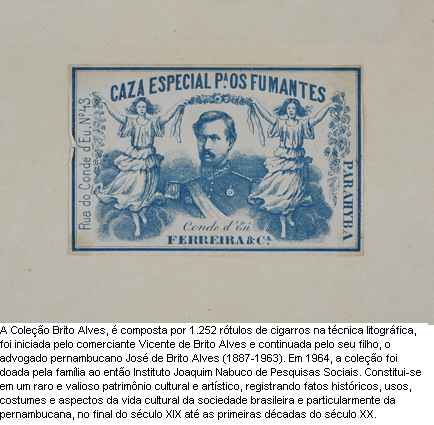 CAZA ESPECIAL Pᴬ OS FUMANTES
Rua do Conde d'Eu, Nº 43
PARAHYBA
Conde d'Eu
FERREIRA & Cᴬ.
A Coleção Brito Alves, é composta por 1.252 rótulos de cigarros na técnica litográfica,
foi iniciada pelo comerciante Vicente de Brito Alves e continuada pelo seu filho, o
advogado pernambucano José de Brito Alves (1887-1963). Em 1964, a coleção foi
doada pela família ao então Instituto Joaquim Nabuco de Pesquisas Sociais. Constitui-se
em um raro e valioso patrimônio cultural e artístico, registrando fatos históricos, usos,
costumes e aspectos da vida cultural da sociedade brasileira e particularmente da
pernambucana, no final do século XIX até as primeiras décadas do século XX.